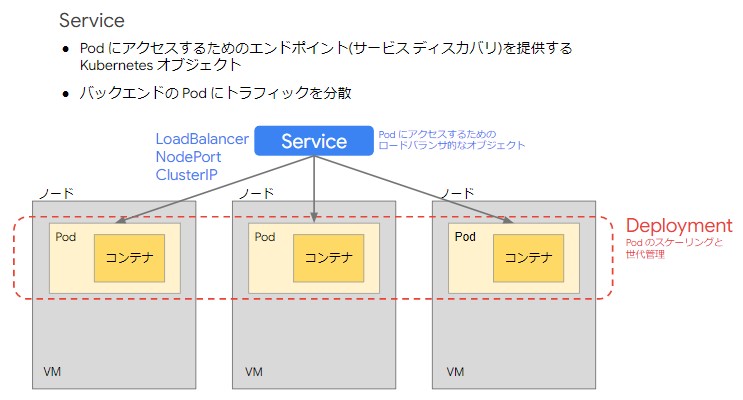 Service
● Pod にアクセスするためのエンドポイント(サービス ディスカバリ)を提供する
Kubernetes オブジェクト
● バックエンドの Pod にトラフィックを分散
LoadBalancer
NodePort
ClusterIP
Service
Pod にアクセスするための
ロードバランサ的なオブジェクト
ノード
ノード
ノード
Pod
コンテナ
Pod
コンテナ
Pod
コンテナ
Deployment
Pod のスケーリングと
世代管理
VM
VM
VM